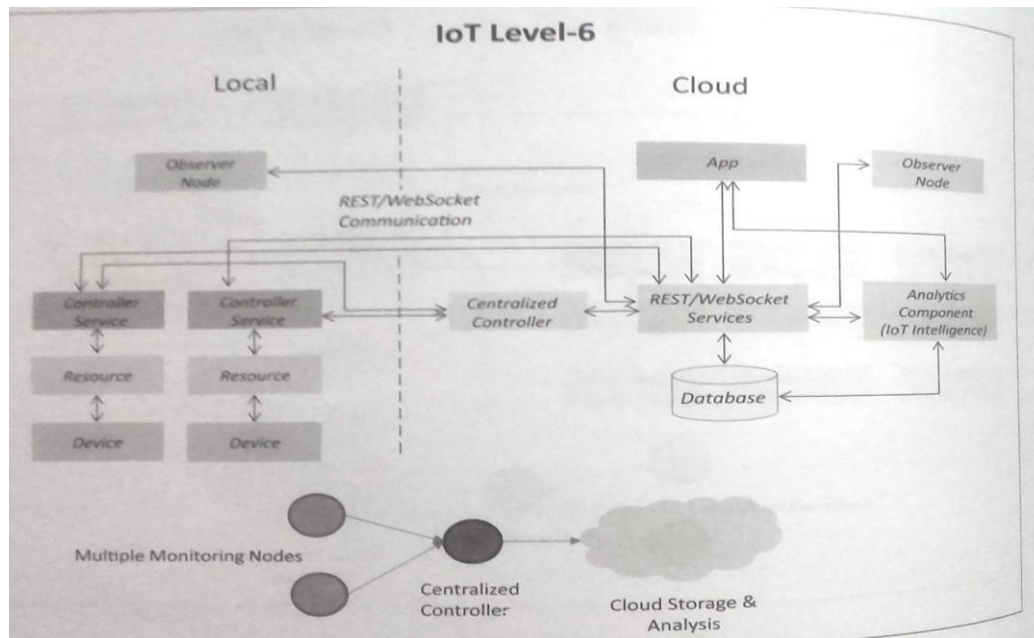 IoT Level-6
Local
Cloud
Observer
Node
App
Observer
Node
REST/WebSocket
Communication
Controller
Service
Controller
Service
Centralized
Controller
REST/WebSocket
Services
Analytics
Component
(IoT Intelligence)
Resource
Resource
Database
Device
Device
Multiple Monitoring Nodes
Centralized
Controller
Cloud Storage &
Analysis